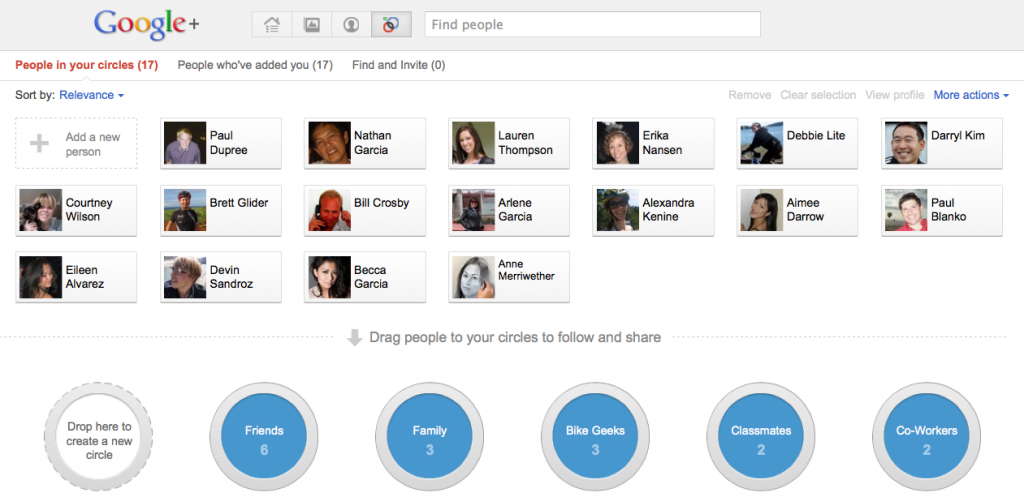 Google+
Find people
People in your circles (17) People who've added you (17) Find and Invite (0)
Sort by: Relevance Remove Clear selection View profile More actions
Add a new
person
Paul
Dupree
Nathan
Garcia
Lauren
Thompson
Erika
Nansen
Debbie Lite
Darryl Kim
Courtney
Wilson
Brett Glider
Bill Crosby
Arlene
Garcia
Alexandra
Kenine
Aimee
Darrow
Paul
Blanko
Eileen
Alvarez
Devin
Sandroz
Becca
Garcia
Anne
Merriwether
Drag people to your circles to follow and share
Drop here to
create a new
circle
Friends
6
Family
3
Bike Geeks
3
Classmates
2
Co-Workers
2